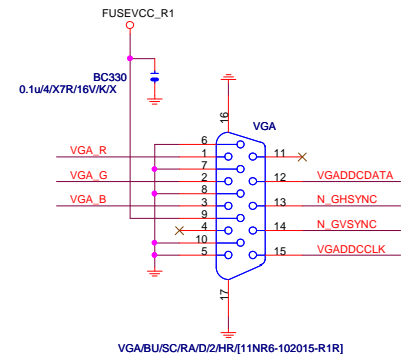 FUSEVCC_R1
BC330
0.1u/4/X7R/16V/K/X
VGA
16
6
VGA_R 1 11
7
VGA_G 2 12 VGADDCDATA
8
VGA_B 3 13 N_GHSYNC
9
4 14 N_GVSYNC
10
5 15 VGADDCCLK
17
VGA/BU/SC/RA/D/2/HR/[11NR6-102015-R1R]